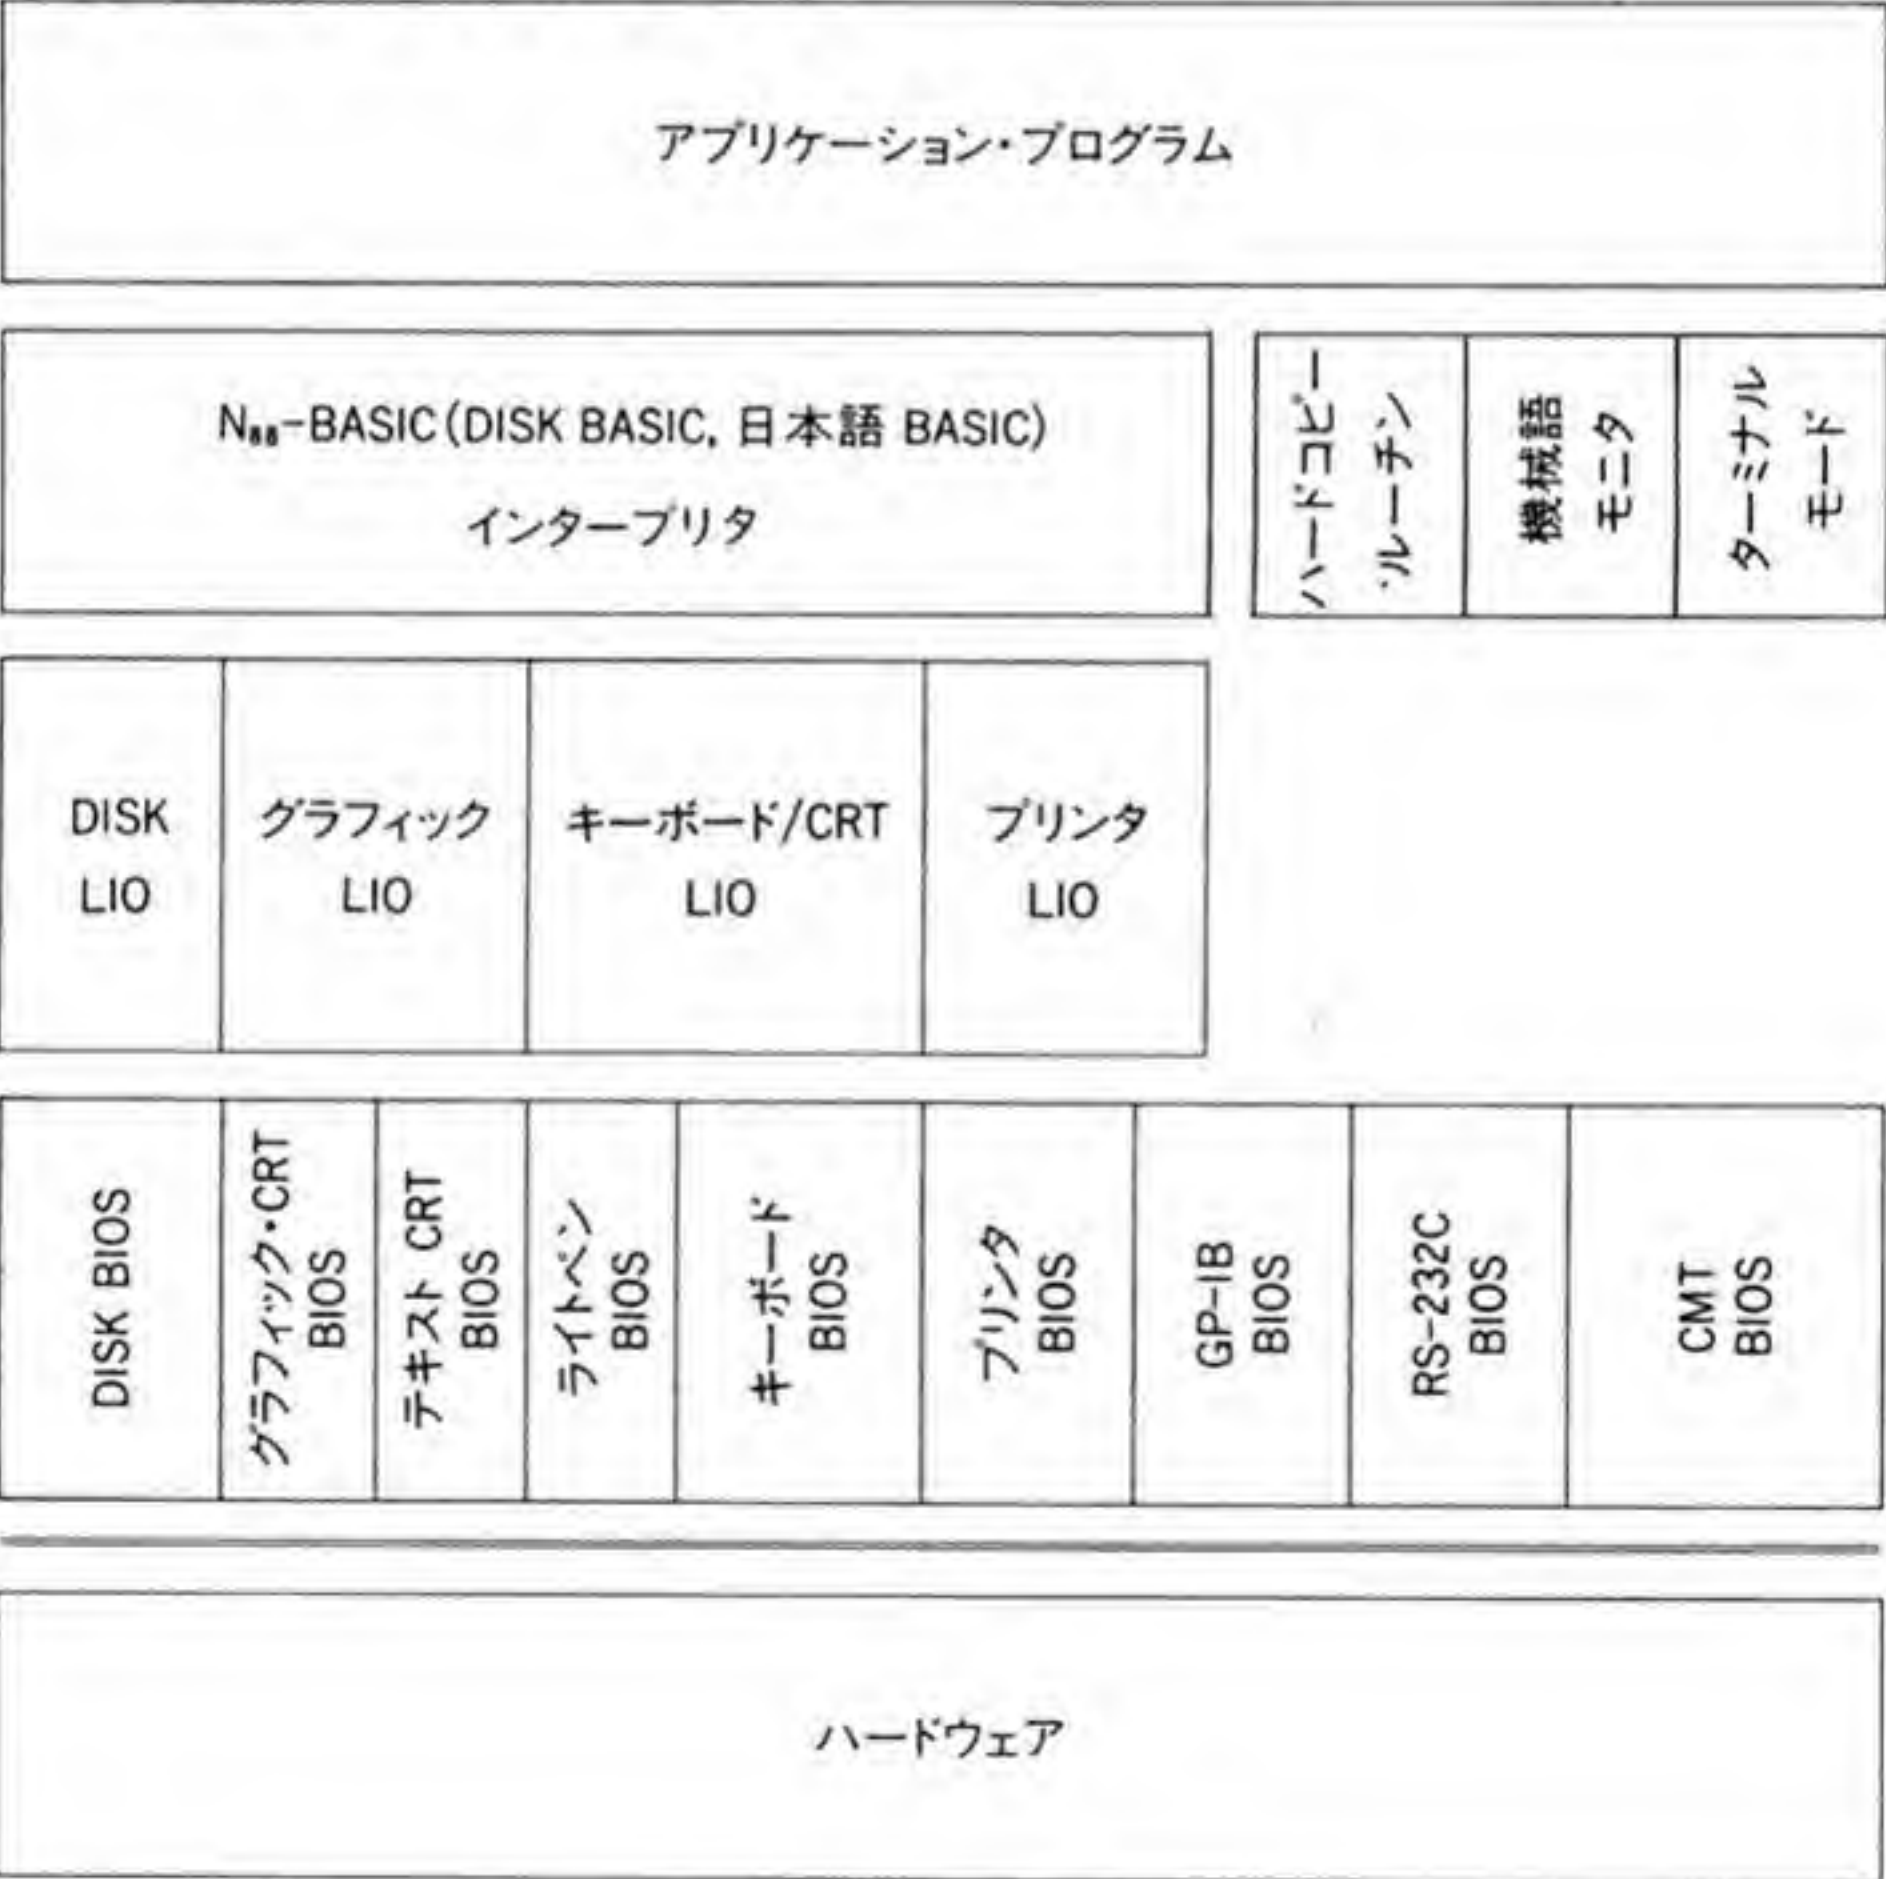 アプリケーション・プログラム
N₈₈-BASIC(DISK BASIC, 日本語 BASIC)
インタープリタ
ハードコピー
ルーチン
機械語
モニタ
ターミナル
モード
DISK
LIO
グラフィック
LIO
キーボード/CRT
LIO
プリンタ
LIO
DISK BIOS
グラフィック・CRT
BIOS
テキスト CRT
BIOS
ライトペン
BIOS
キーボード
BIOS
プリンタ
BIOS
GP-IB
BIOS
RS-232C
BIOS
CMT
BIOS
ハードウェア